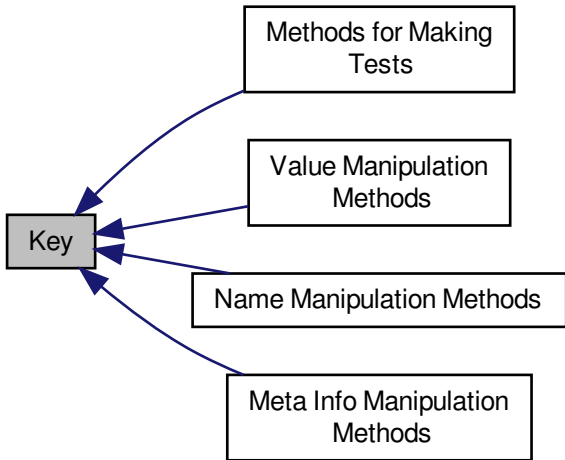 Methods for Making
Tests
Value Manipulation
Methods
Key
Name Manipulation Methods
Meta Info Manipulation
Methods